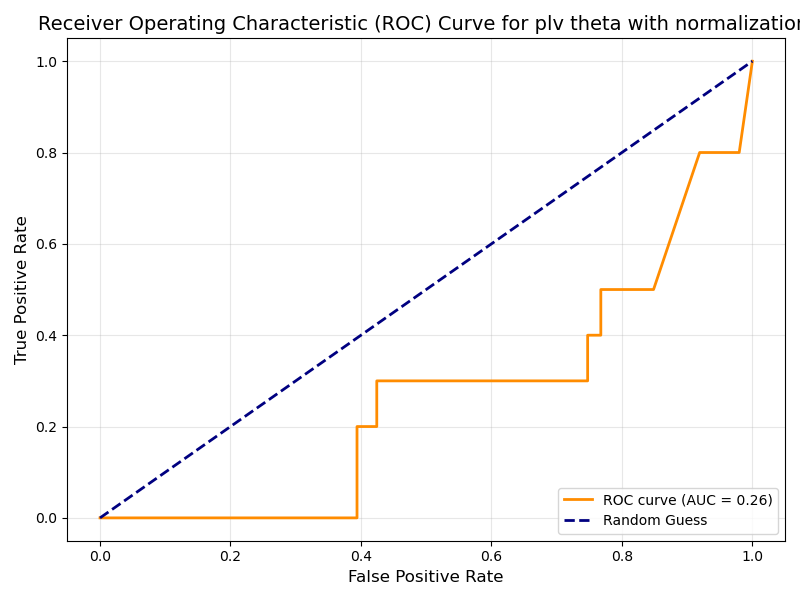 Receiver Operating Characteristic (ROC) Curve for plv theta with normalization
1.0
0.8
0.6
0.4
0.2
0.0
True Positive Rate
0.0 0.2 0.4 0.6 0.8 1.0
False Positive Rate
ROC curve (AUC = 0.26)
Random Guess